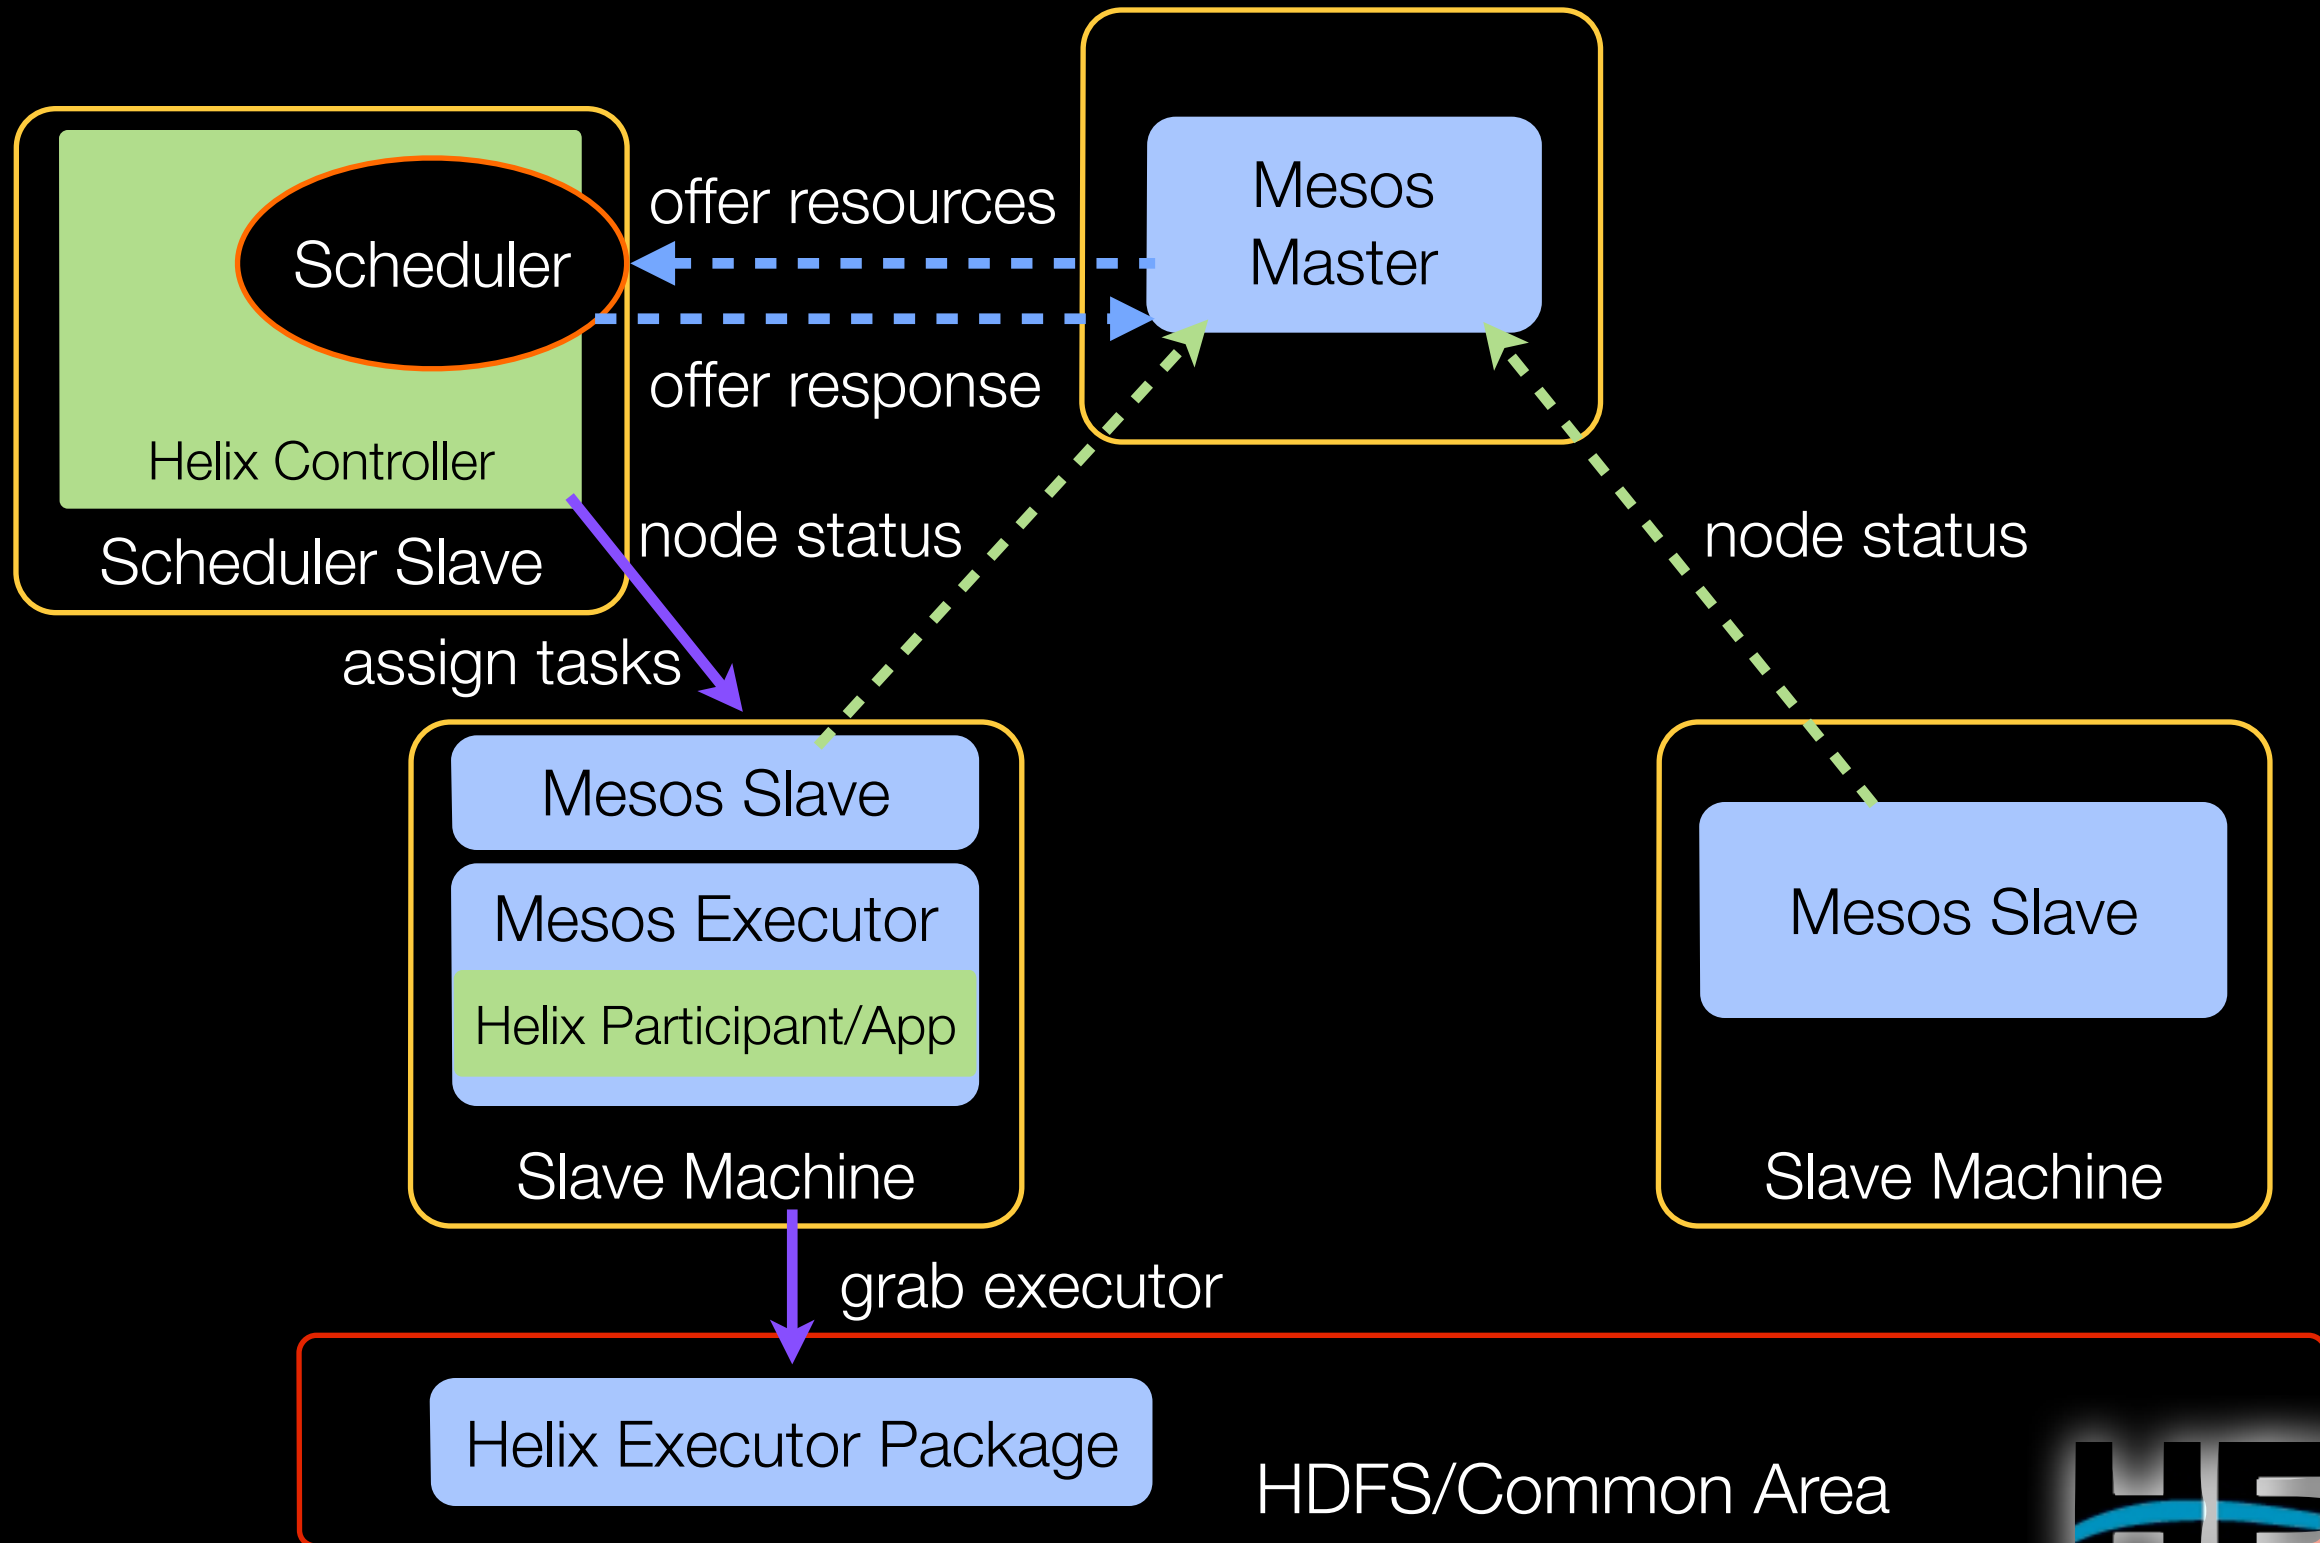 Mesos
Master
offer resources
Scheduler
offer response
Helix Controller
Scheduler Slave
node status
node status
assign tasks
Mesos Slave
Mesos Executor
Helix Participant/App
Slave Machine
Mesos Slave
Slave Machine
grab executor
Helix Executor Package
HDFS/Common Area